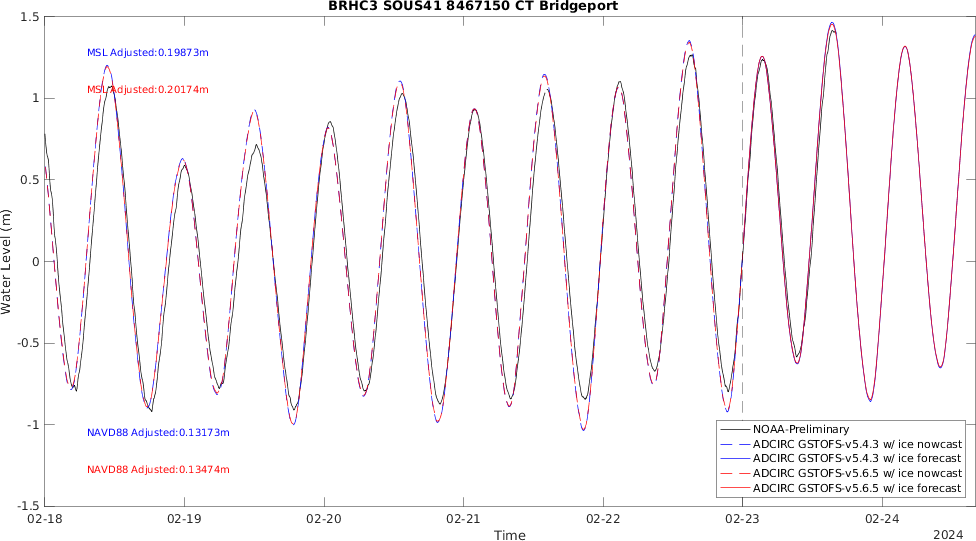 BRHC3 SOUS41 8467150 CT Bridgeport
1.5
1
0.5
0
-0.5
-1
-1.5
Water Level (m)
MSL Adjusted:0.19873m
MSL Adjusted:0.20174m
NAVD88 Adjusted:0.13173m
NAVD88 Adjusted:0.13474m
NOAA-Preliminary
ADCIRC GSTOFS-v5.4.3 w/ ice nowcast
ADCIRC GSTOFS-v5.4.3 w/ ice forecast
ADCIRC GSTOFS-v5.6.5 w/ ice nowcast
ADCIRC GSTOFS-v5.6.5 w/ ice forecast
02-18 02-19 02-20 02-21 02-22 02-23 02-24
Time
2024